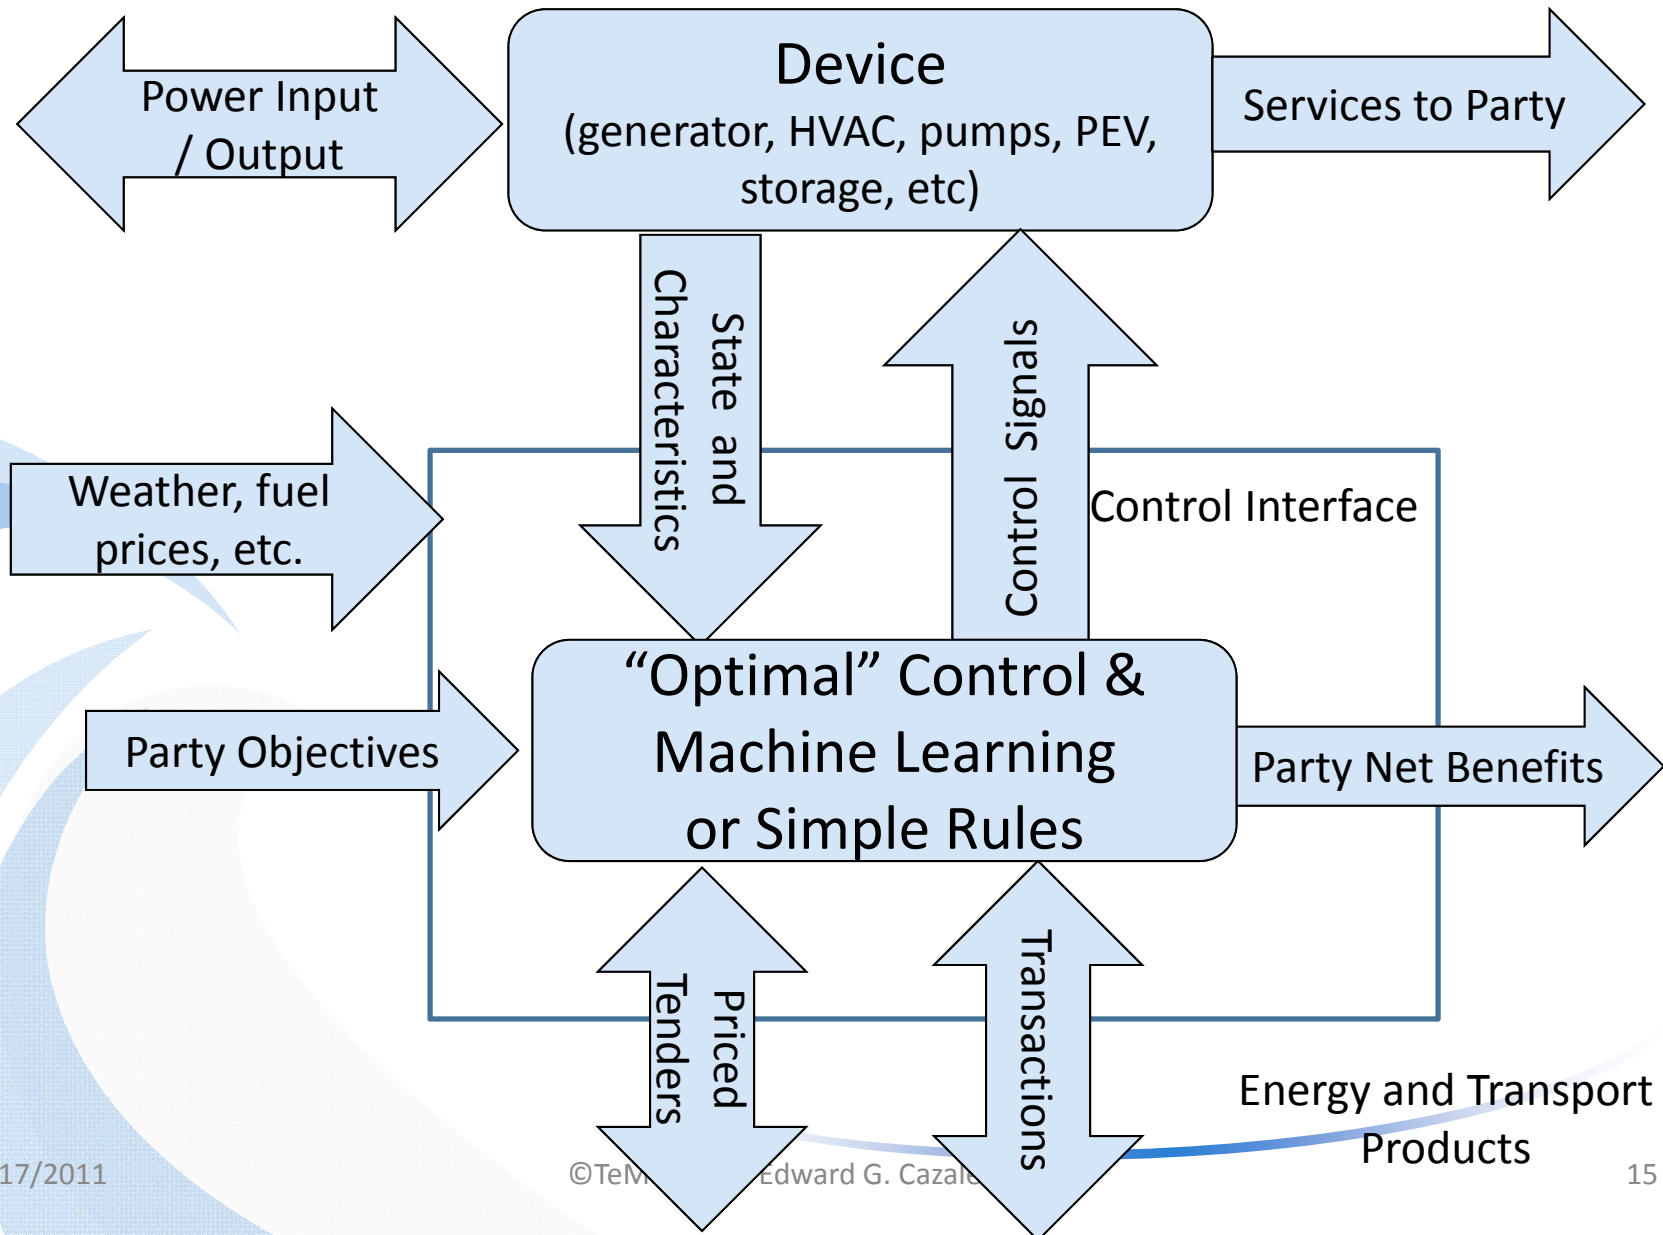 Device
(generator, HVAC, pumps, PEV,
storage, etc)
Power Input
/ Output
Services to Party
State and
Characteristics
Control Signals
Weather, fuel
prices, etc.
Control Interface
“Optimal” Control &
Machine Learning
or Simple Rules
Party Objectives
Party Net Benefits
Priced
Tenders
Transactions
Energy and Transport
Products
17/2011
Edward G.
15